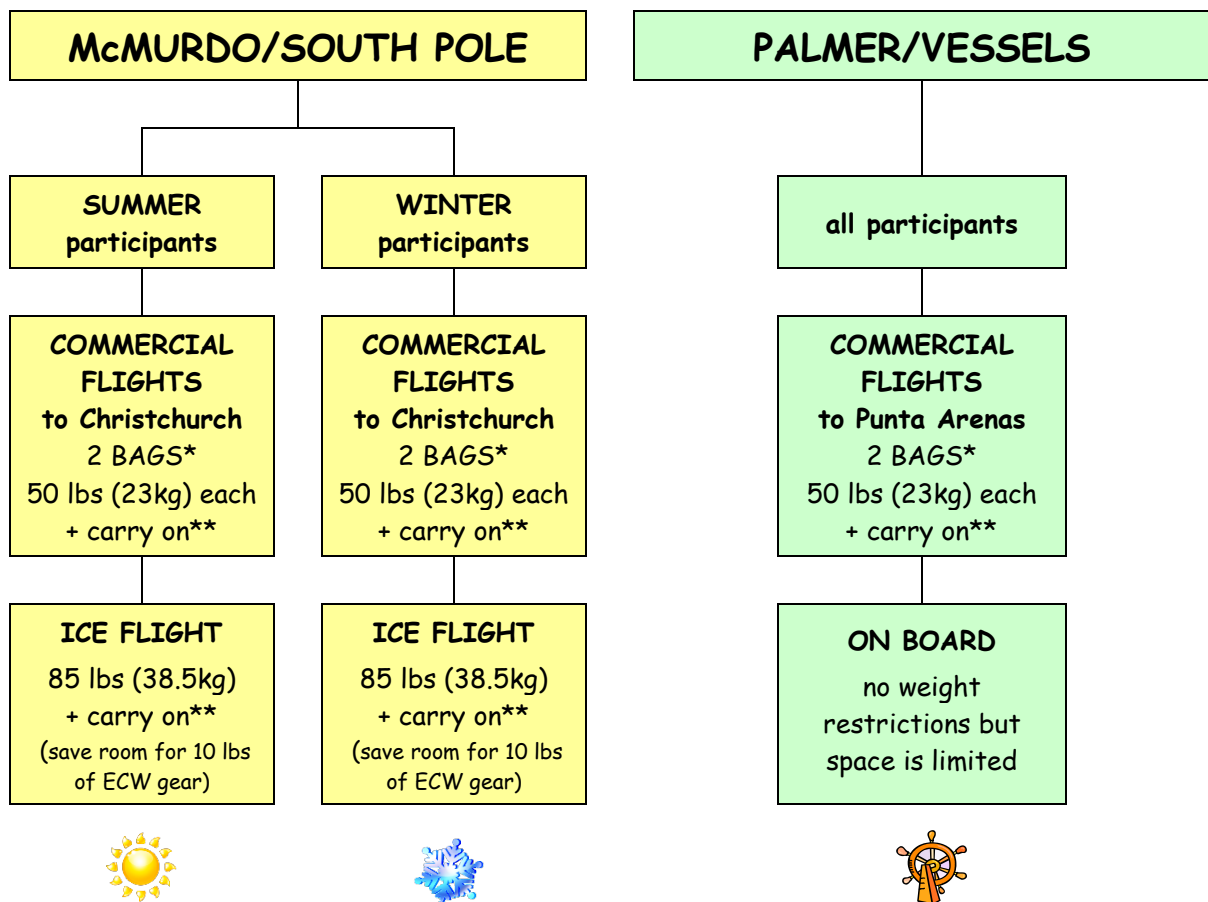 McMURDO/SOUTH POLE
PALMER/VESSELS
SUMMER
participants
WINTER
participants
all participants
COMMERCIAL
FLIGHTS
to Christchurch
2 BAGS*
50 lbs (23kg) each
+ carry on**
COMMERCIAL
FLIGHTS
to Christchurch
2 BAGS*
50 lbs (23kg) each
+ carry on**
COMMERCIAL
FLIGHTS
to Punta Arenas
2 BAGS*
50 lbs (23kg) each
+ carry on**
ICE FLIGHT
85 lbs (38.5kg)
+ carry on**
(save room for 10 lbs
of ECW gear)
ICE FLIGHT
85 lbs (38.5kg)
+ carry on**
(save room for 10 lbs
of ECW gear)
ON BOARD
no weight
restrictions but
space is limited